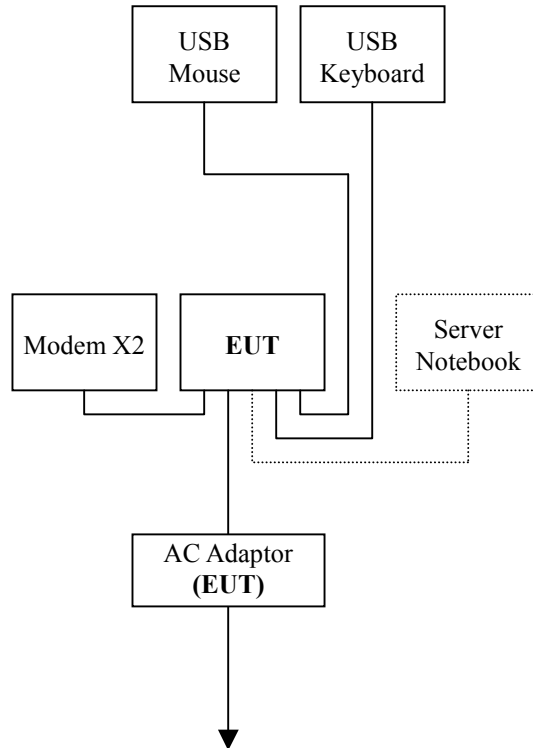 USB
Mouse
USB
Keyboard
Modem X2
EUT
Server
Notebook
AC Adaptor
(EUT)